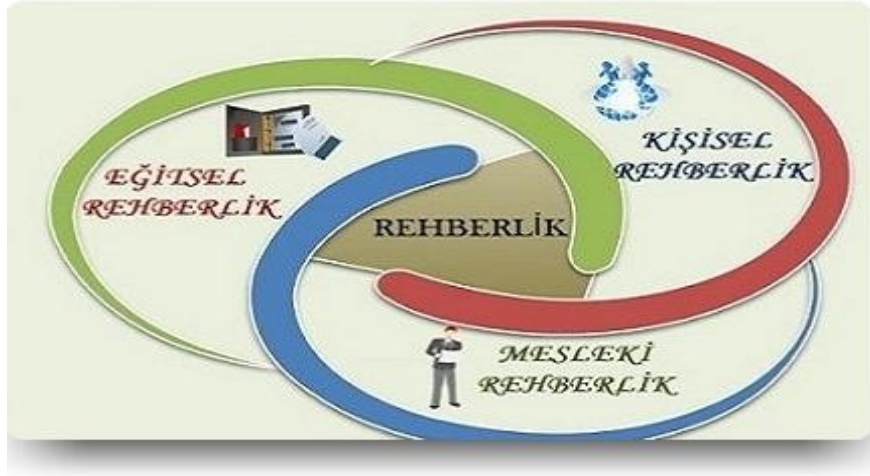 EĞİTSEL
REHBERLİK
KİŞİSEL
REHBERLİK
REHBERLİK
MESLEKİ
REHBERLİK